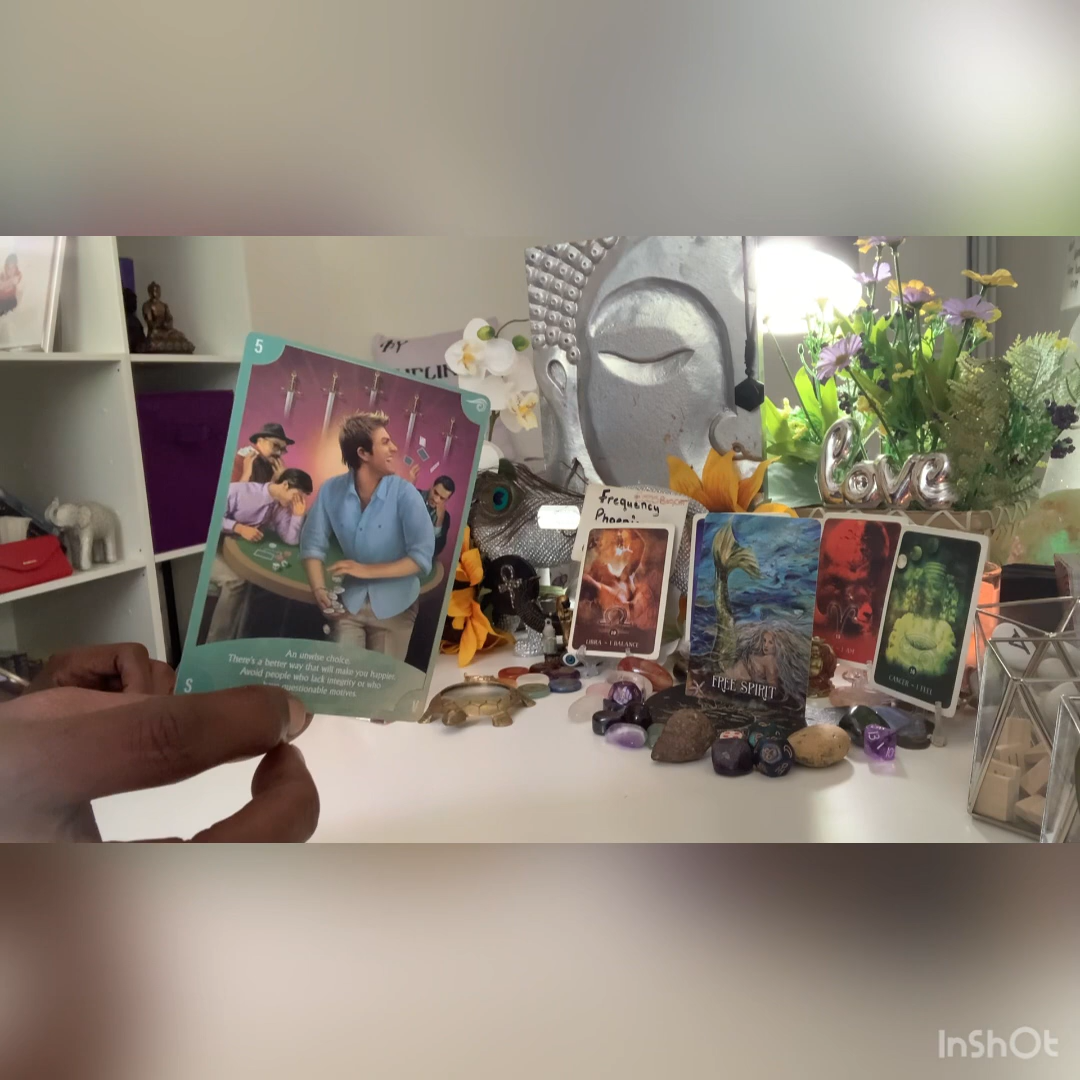 5
An unwise choice.
There's a better way that will make you happier.
Avoid people who lack integrity or who
have questionable motives.
S
Frequency
LIBRA - I BALANCE
FREE SPIRIT
I AM
CANCER - I FEEL
love
13
InShOt